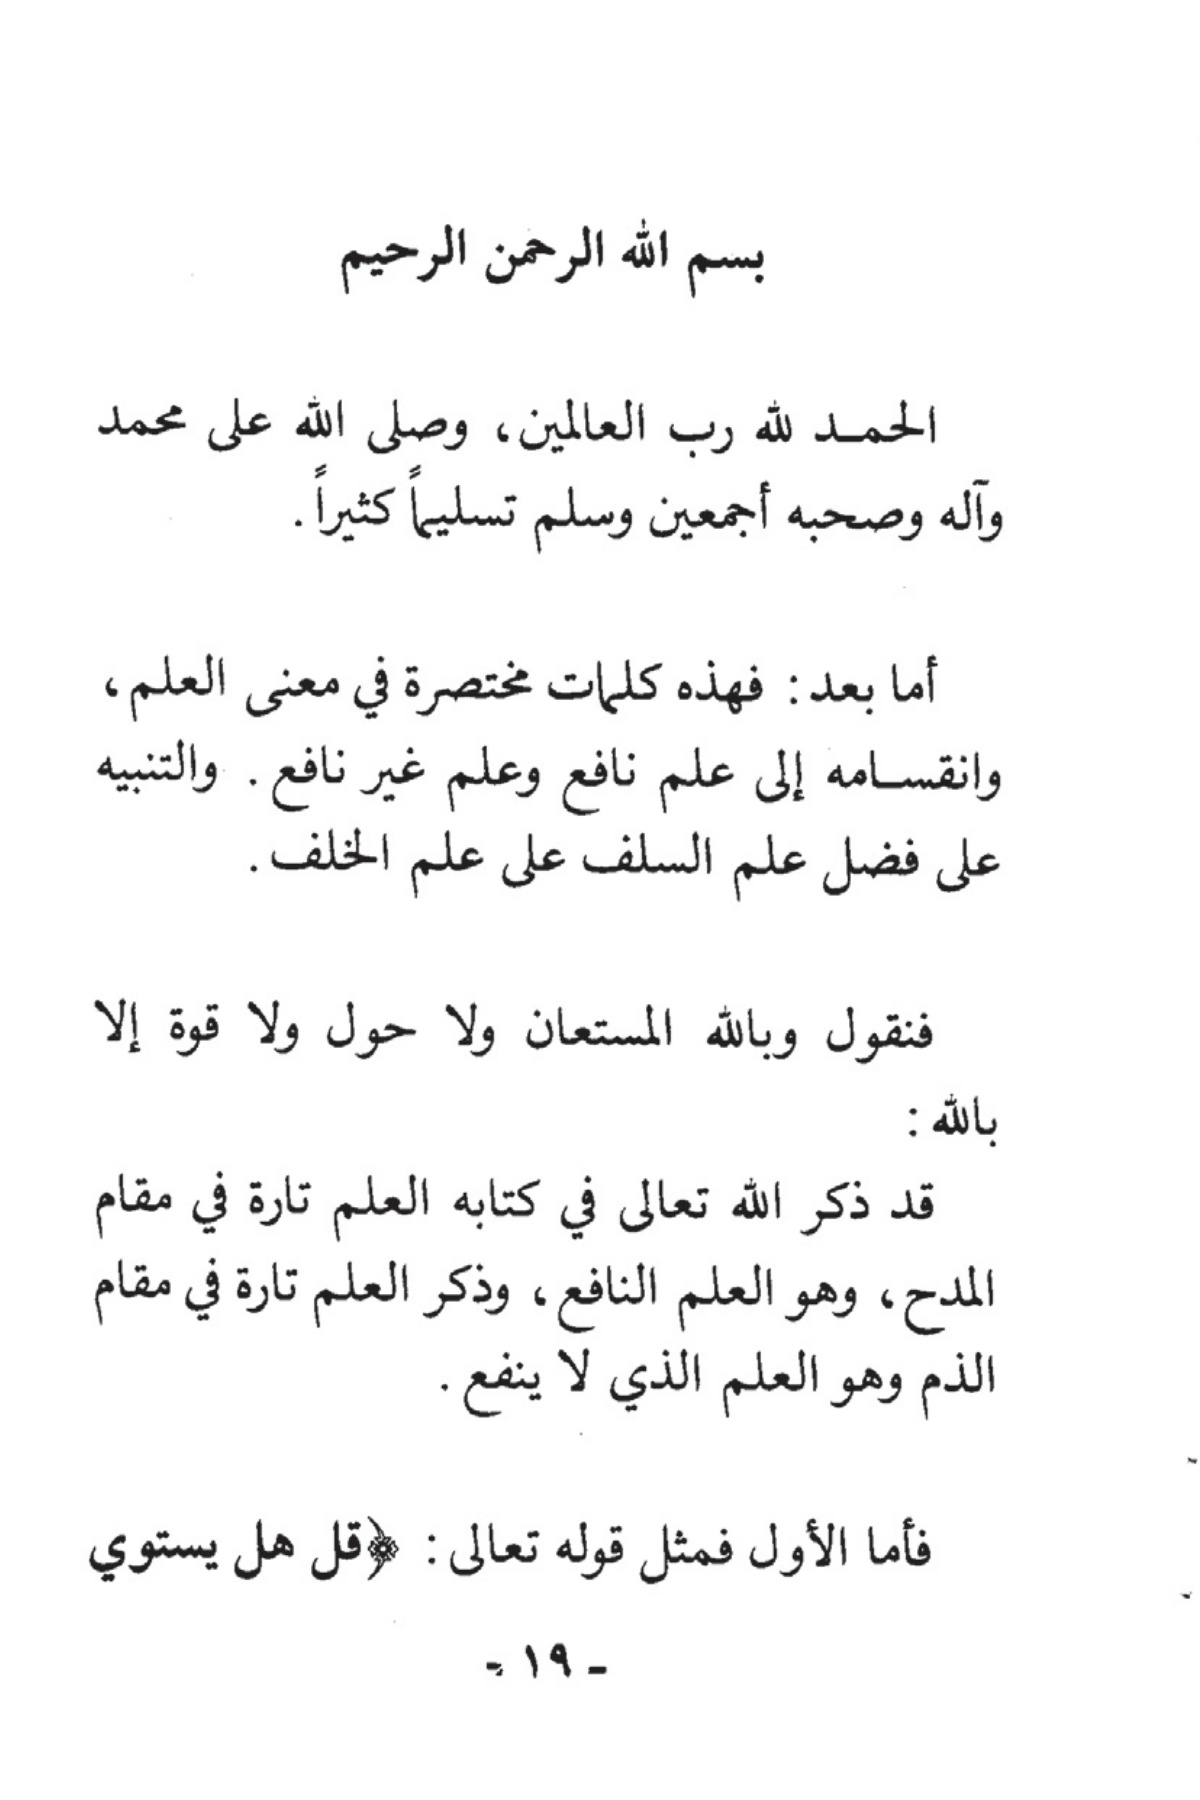 بسم الله الرحمن الرحيم
الحمد لله رب العالمين، وصلى الله على محمد
وآله وصحبه أجمعين وسلم تسليماً كثيراً.
أما بعد: فهذه كلمات مختصرة في معنى العلم،
وانقسامه إلى علم نافع وعلم غير نافع. والتنبيه
على فضل علم السلف على علم الخلف.
فنقول وبالله المستعان ولا حول ولا قوة إلا
بالله:
قد ذكر الله تعالى في كتابه العلم تارة في مقام
المدح، وهو العلم النافع، وذكر العلم تارة في مقام
الذم وهو العلم الذي لا ينفع.
فأما الأول فمثل قوله تعالى: ﴿قل هل يستوي
- ١٩ -